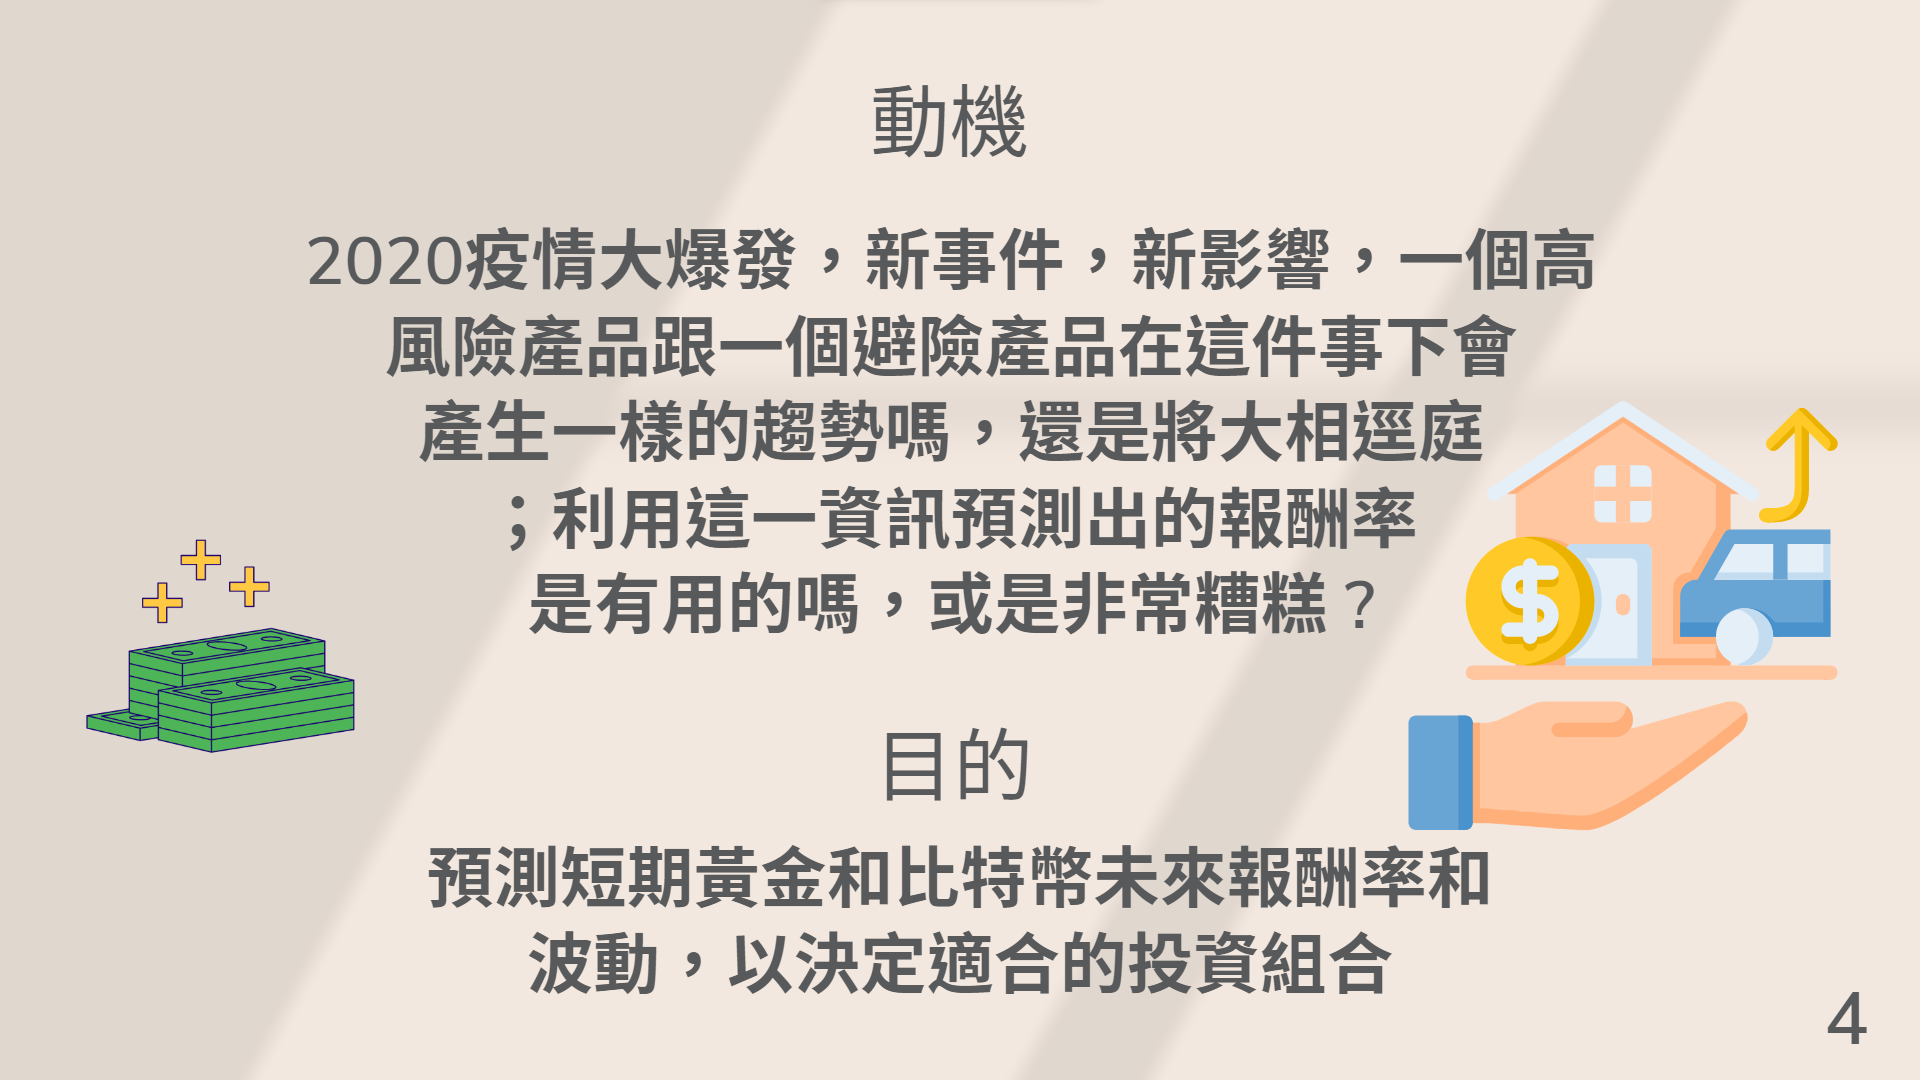 動機
2020疫情大爆發，新事件，新影響，一個高
風險產品跟一個避險產品在這件事下會
產生一樣的趨勢嗎，還是將大相逕庭
；利用這一資訊預測出的報酬率
是有用的嗎，或是非常糟糕？
目的
預測短期黃金和比特幣未來報酬率和
波動，以決定適合的投資組合
4